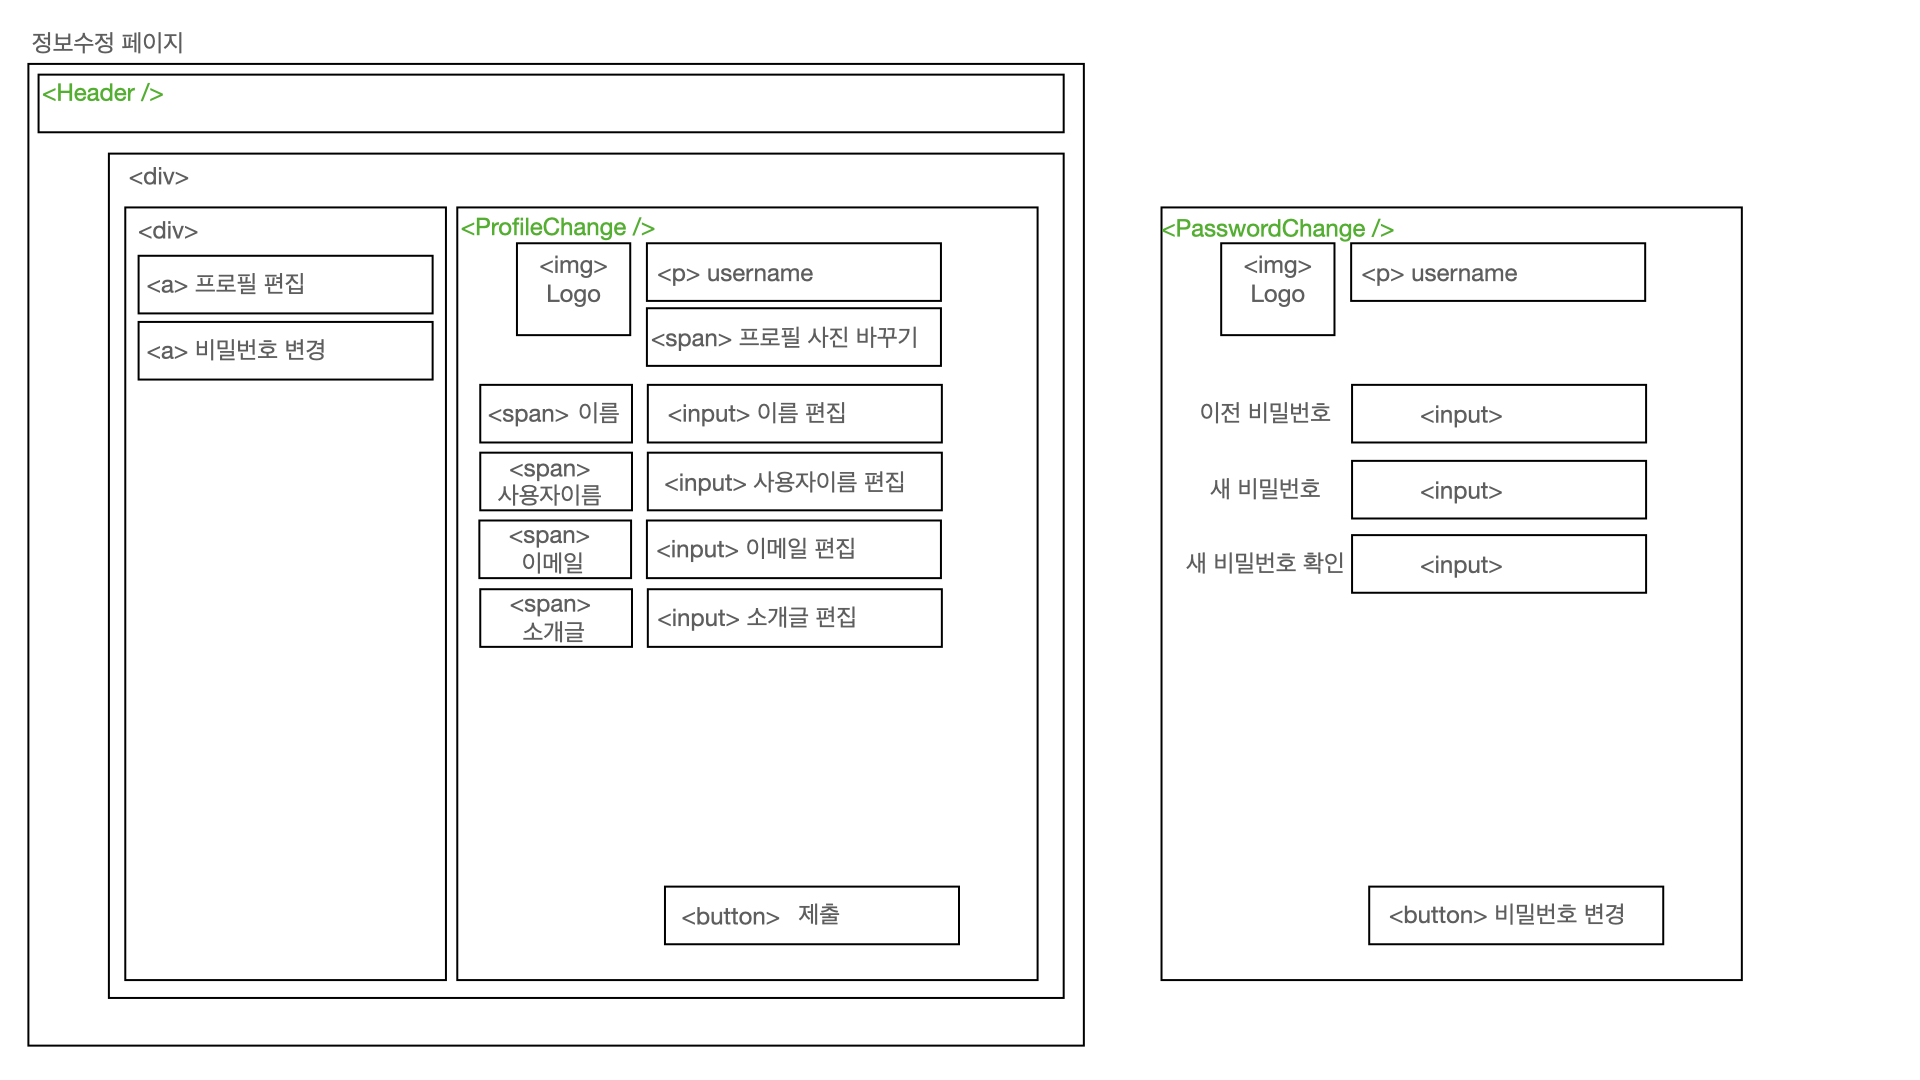 정보수정 페이지
<Header />
<div>
<div>
<a> 프로필 편집
<a> 비밀번호 변경
<ProfileChange />
<img>
Logo
<p> username
<span> 프로필 사진 바꾸기
<span> 이름
<input> 이름 편집
<span>
사용자이름
<input> 사용자이름 편집
<span>
이메일
<input> 이메일 편집
<span>
소개글
<input> 소개글 편집
<button> 제출
<PasswordChange />
<img>
Logo
<p> username
이전 비밀번호
<input>
새 비밀번호
<input>
새 비밀번호 확인
<input>
<button> 비밀번호 변경